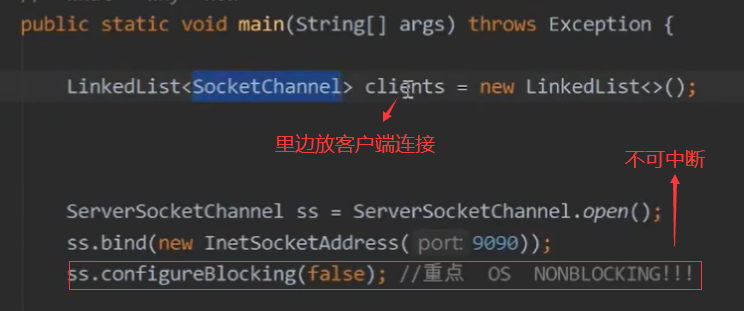 public static void main(String[] args) throws Exception {
LinkedList<SocketChannel> clients = new LinkedList<>();
里边放客户端连接
不可中断
ServerSocketChannel ss = ServerSocketChannel.open();
ss.bind(new InetSocketAddress( port: 9090));
ss.configureBlocking(false); //重点 OS NONBLOCKING!!!